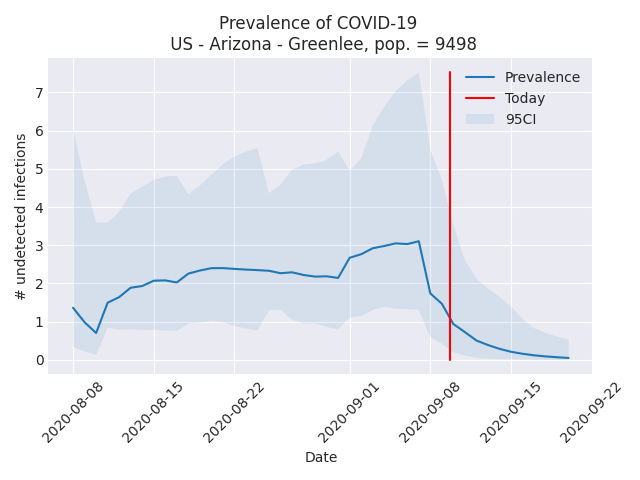 Prevalence of COVID-19
US - Arizona - Greenlee, pop. = 9498
Prevalence
Today
95CI
7
6
5
4
3
2
1
0
# undetected infections
2020-08-08
2020-08-15
2020-08-22
2020-09-01
2020-09-08
2020-09-15
2020-09-22
Date